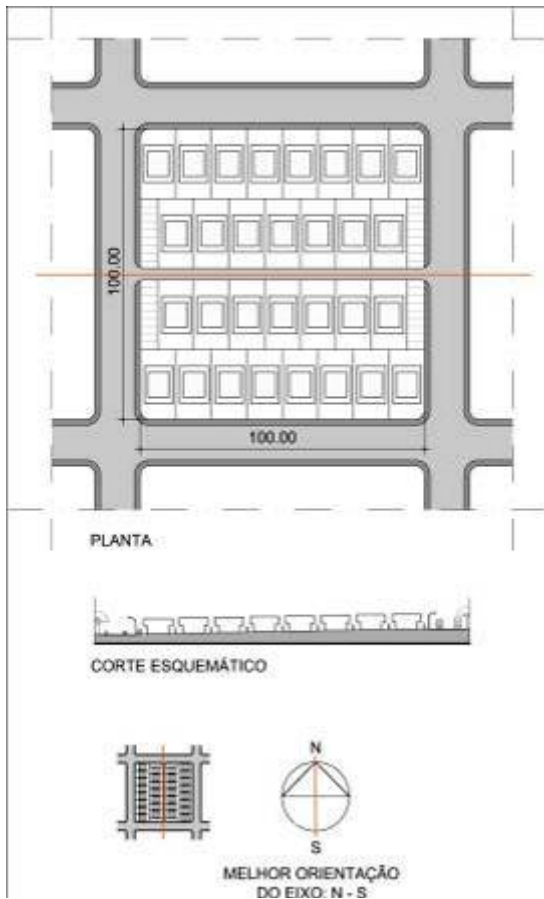 100.00
100.00
PLANTA
CORTE ESQUEMÁTICO
N
S
MELHOR ORIENTAÇÃO
DO EIXO: N - S